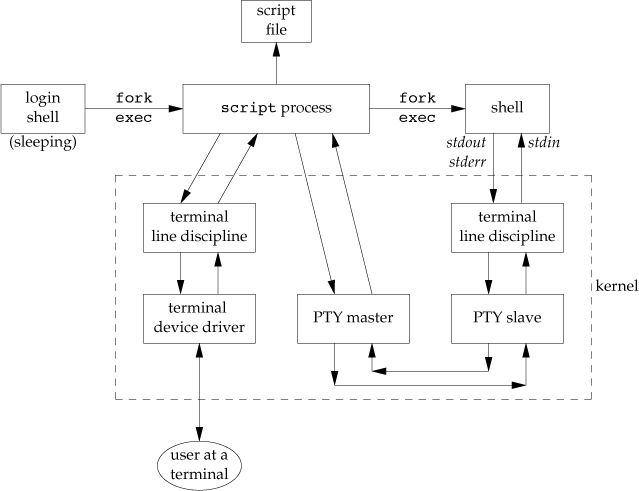 script
file
login
shell
(sleeping)
fork
exec
script process
fork
exec
shell
stdout
stderr
stdin
terminal
line discipline
terminal
line discipline
kernel
terminal
device driver
PTY master
PTY slave
user at a
terminal